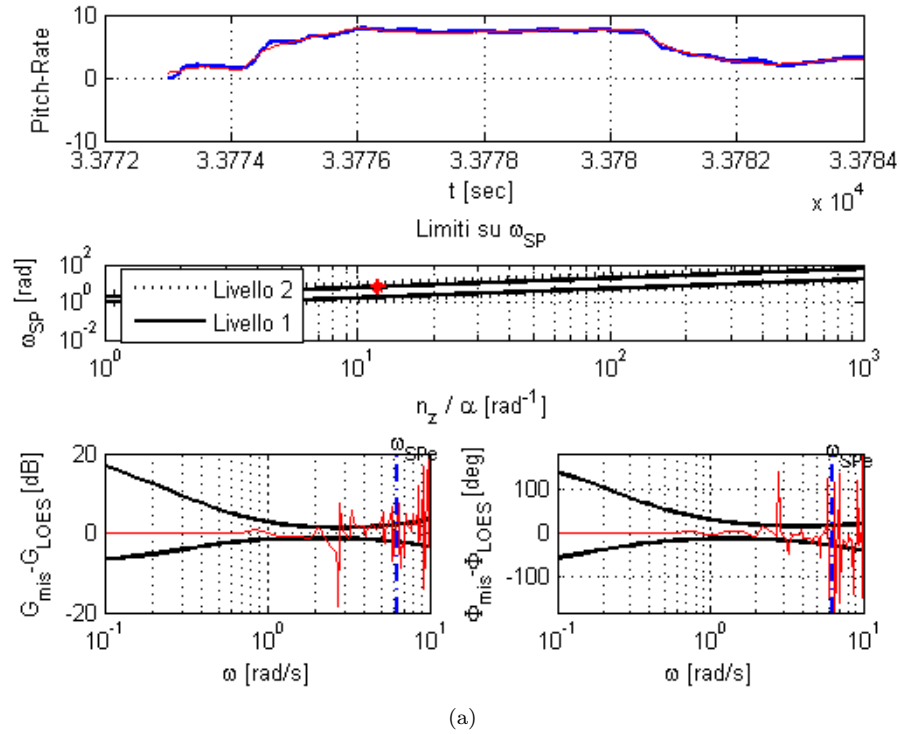 10
0
-10
Pitch-Rate
3.3772 3.3774 3.3776 3.3778 3.378 3.3782 3.3784
t [sec]
x 10^4
Limiti su ω_SP
10^2
10^0
10^-2
ω_SP [rad]
Livello 2
Livello 1
10^0 10^1 10^2 10^3
n_z / α [rad^-1]
ω_SPe
20
0
-20
G_mis-G_LOES [dB]
10^-1 10^0 10^1
ω [rad/s]
ω_SPe
100
0
-100
Φ_mis-Φ_LOES [deg]
10^-1 10^0 10^1
ω [rad/s]
(a)